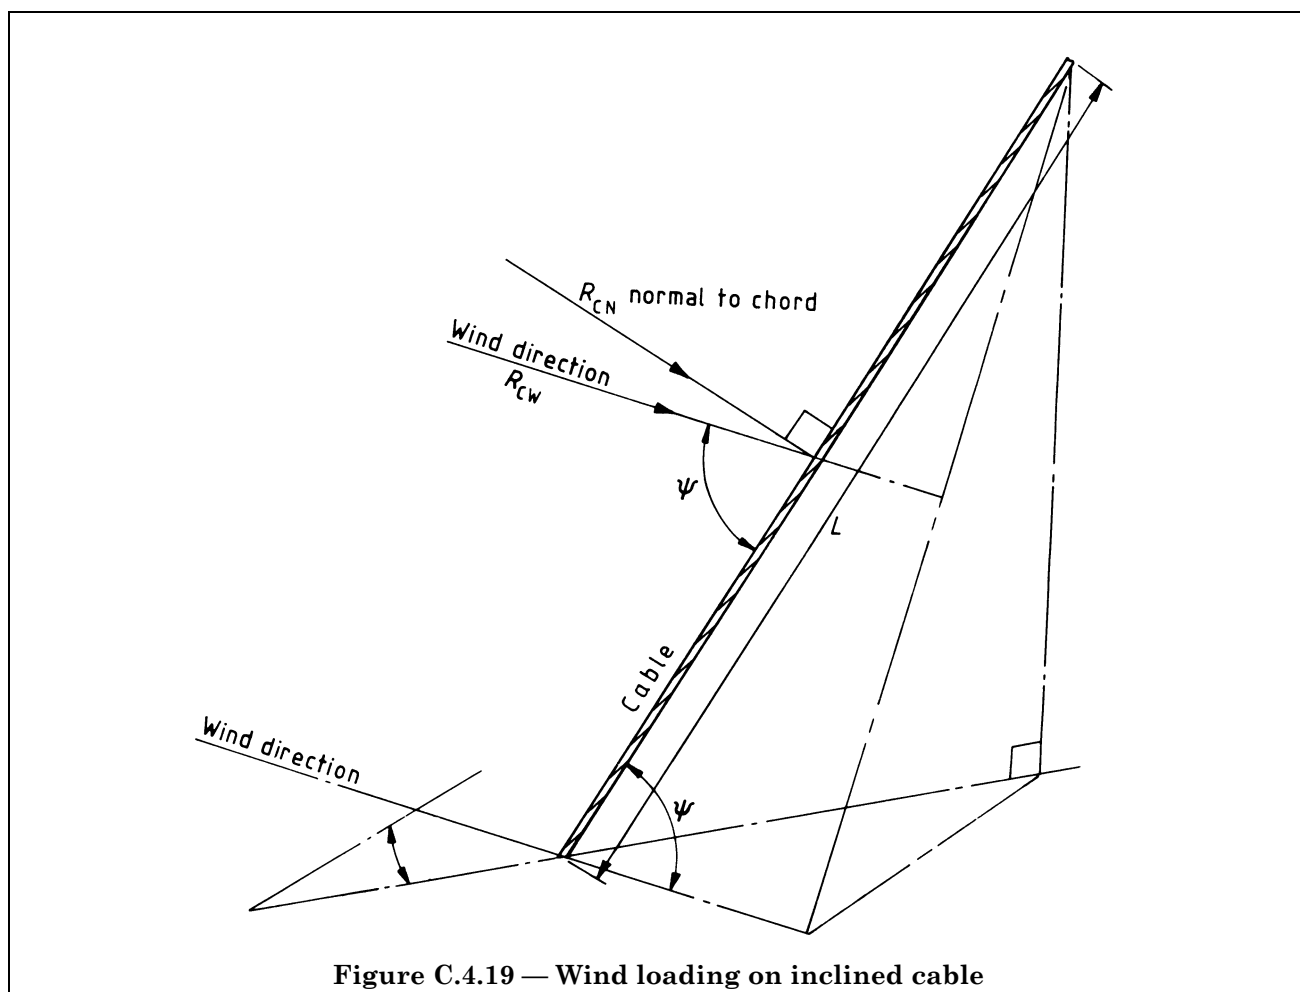 R_CN normal to chord
Wind direction
R_CW
ψ
L
Cable
Wind direction
ψ
Figure C.4.19 — Wind loading on inclined cable